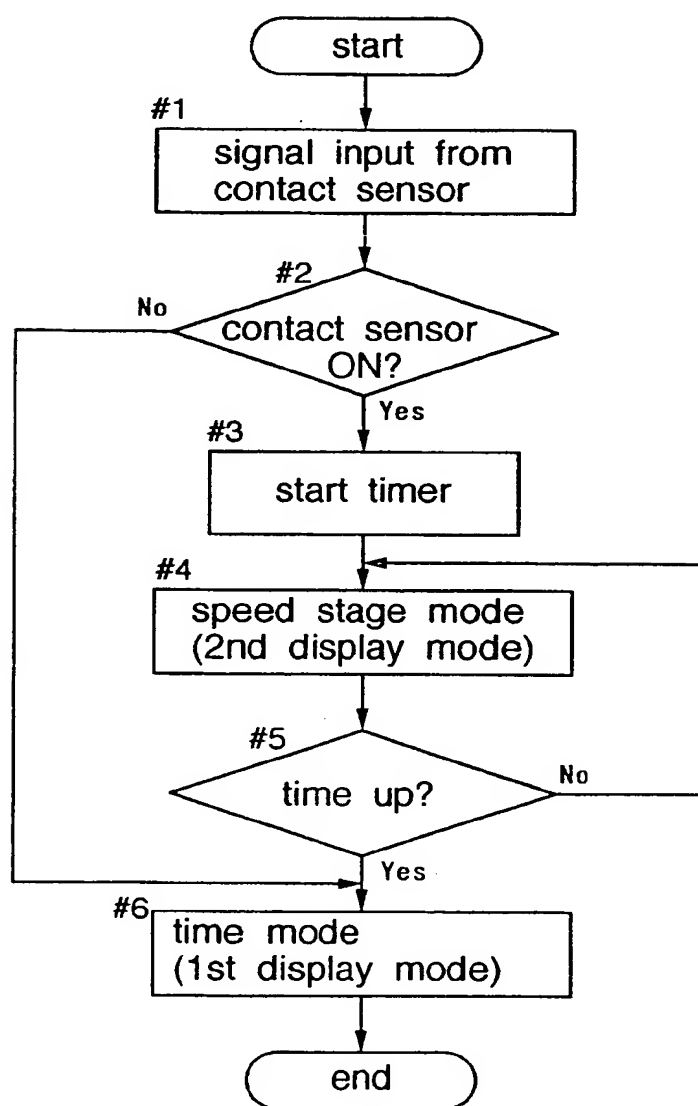 start
#1
signal input from
contact sensor
#2
No
contact sensor
ON?
Yes
#3
start timer
#4
speed stage mode
(2nd display mode)
#5
time up?
No
Yes
#6
time mode
(1st display mode)
end